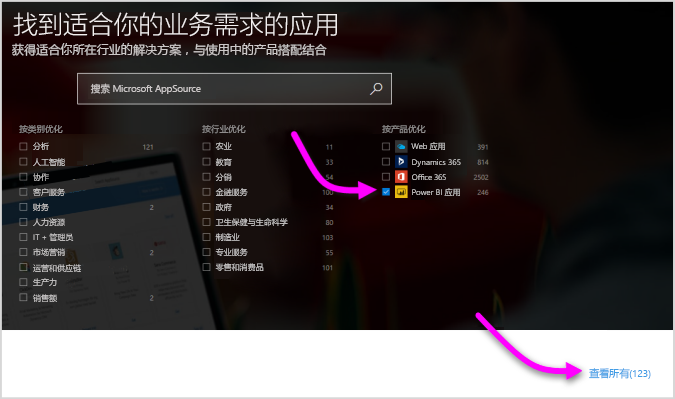 找到适合你的业务需求的应用
获得适合你所在行业的解决方案，与使用中的产品搭配结合
搜索 Microsoft AppSource
按类别优化
分析 121
人工智能
协作
客户服务
财务 2
人力资源
IT + 管理员
市场营销 2
运营和供应链
生产力
销售额 2
按行业优化
农业 11
教育 33
分销 54
金融服务 100
政府 34
卫生保健与生命科学 80
制造业 103
专业服务 55
零售和消费品 101
按产品优化
Web 应用 391
Dynamics 365 814
Office 365 2502
Power BI 应用 246
查看所有(123)